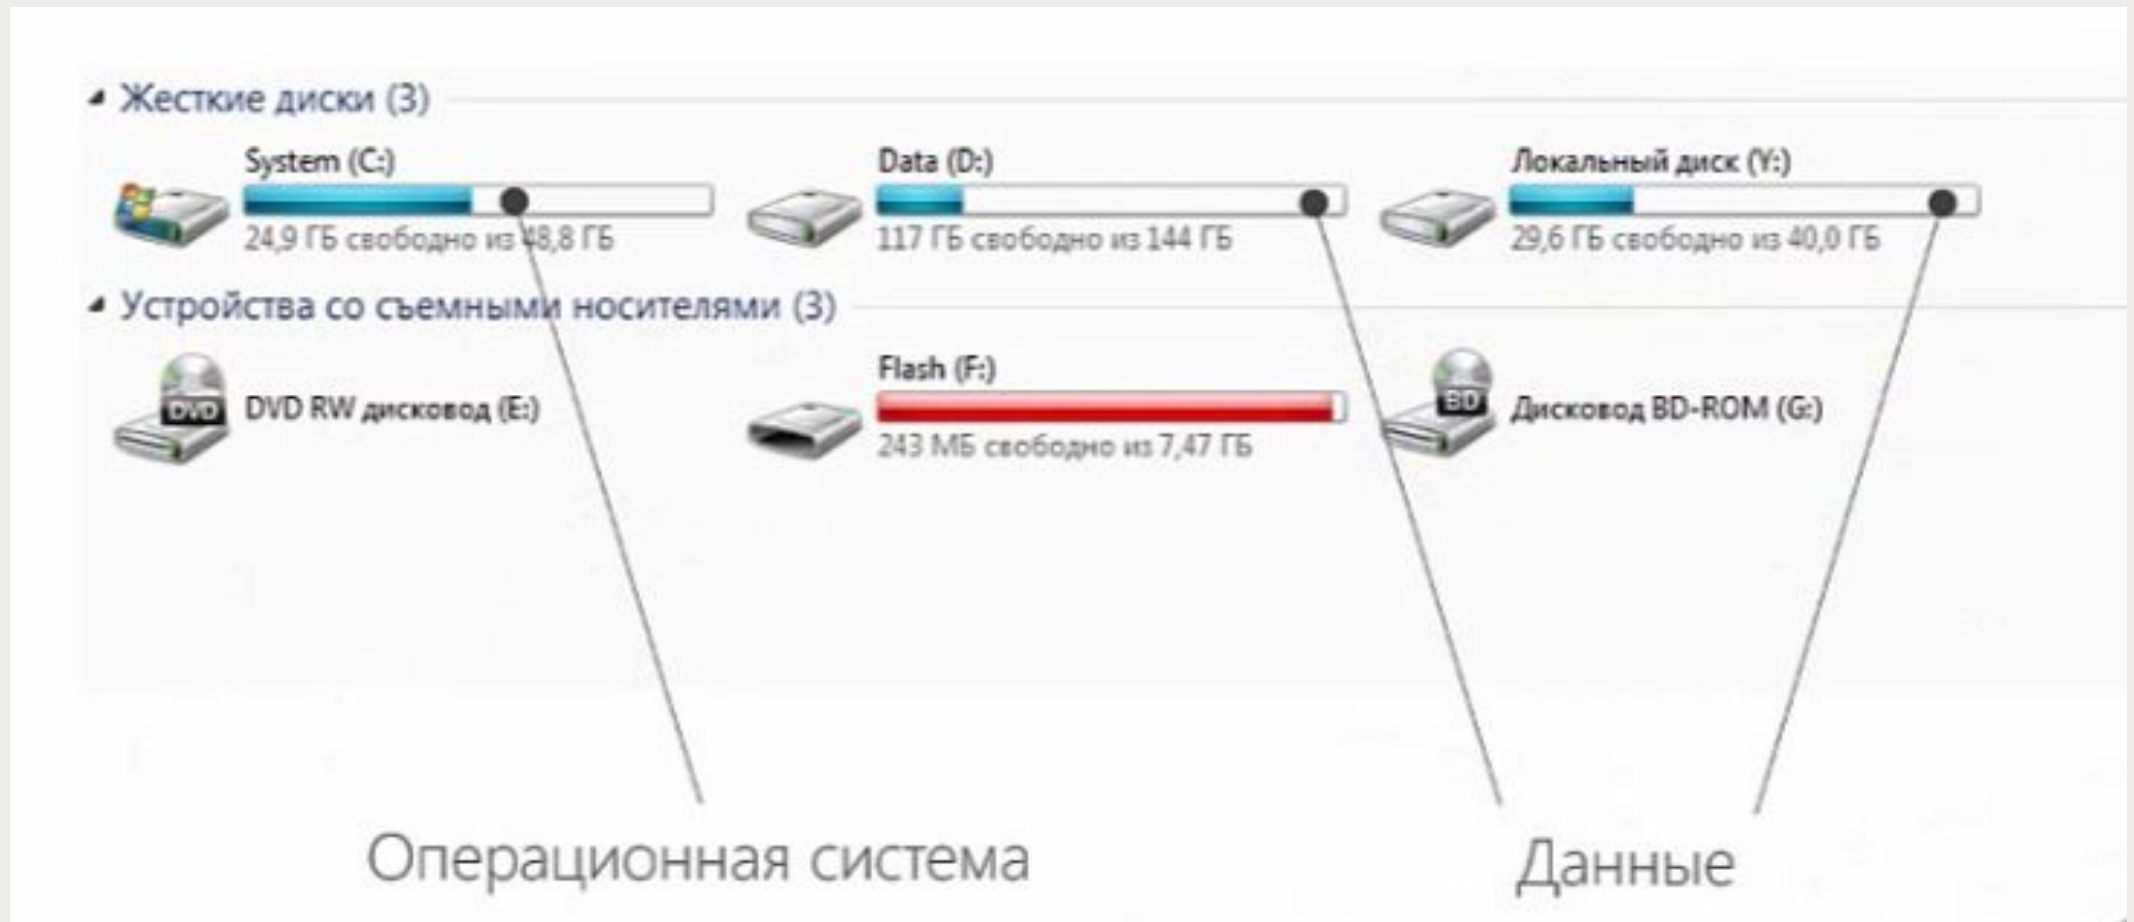 Жесткие диски (3)
System (C:)
24,9 ГБ свободно из 48,8 ГБ
Data (D:)
117 ГБ свободно из 144 ГБ
Локальный диск (Y:)
29,6 ГБ свободно из 40,0 ГБ
Устройства со съемными носителями (3)
DVD
DVD RW дисковод (E:)
Flash (F:)
243 МБ свободно из 7,47 ГБ
BD
Дисковод BD-ROM (G:)
Операционная система
Данные